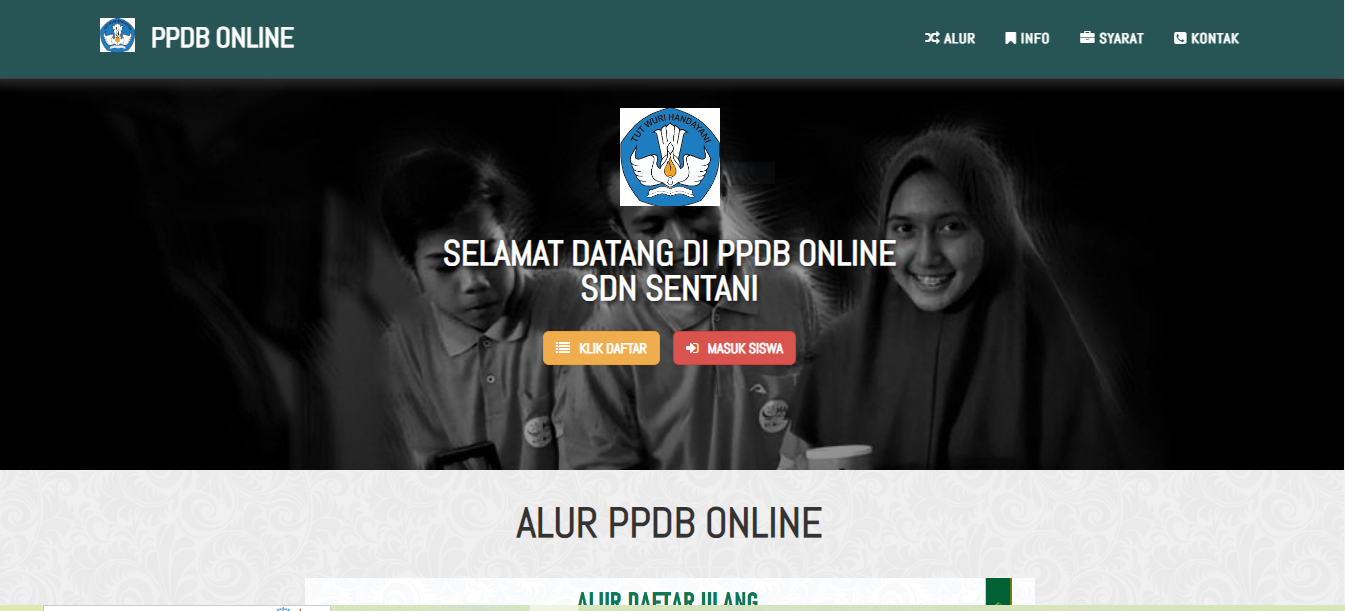 PPDB ONLINE
ALUR
INFO
SYARAT
KONTAK
TUT WURI HANDAYANI
SELAMAT DATANG DI PPDB ONLINE
SDN SENTANI
KLIK DAFTAR
MASUK SISWA
ALUR PPDB ONLINE
ALUR DAFTAR ULANG